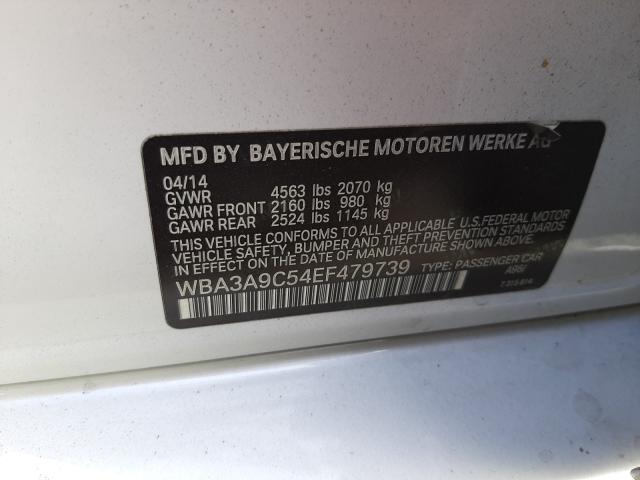 MFD BY BAYERISCHE MOTOREN WERKE AG
04/14
GVWR 4563 lbs 2070 kg
GAWR FRONT 2160 lbs 980 kg
GAWR REAR 2524 lbs 1145 kg
THIS VEHICLE CONFORMS TO ALL APPLICABLE U.S.FEDERAL MOTOR
VEHICLE SAFETY, BUMPER AND THEFT PREVENTION STANDARDS
IN EFFECT ON THE DATE OF MANUFACTURE SHOWN ABOVE.
WBA3A9C54EF479739 TYPE: PASSENGER CAR